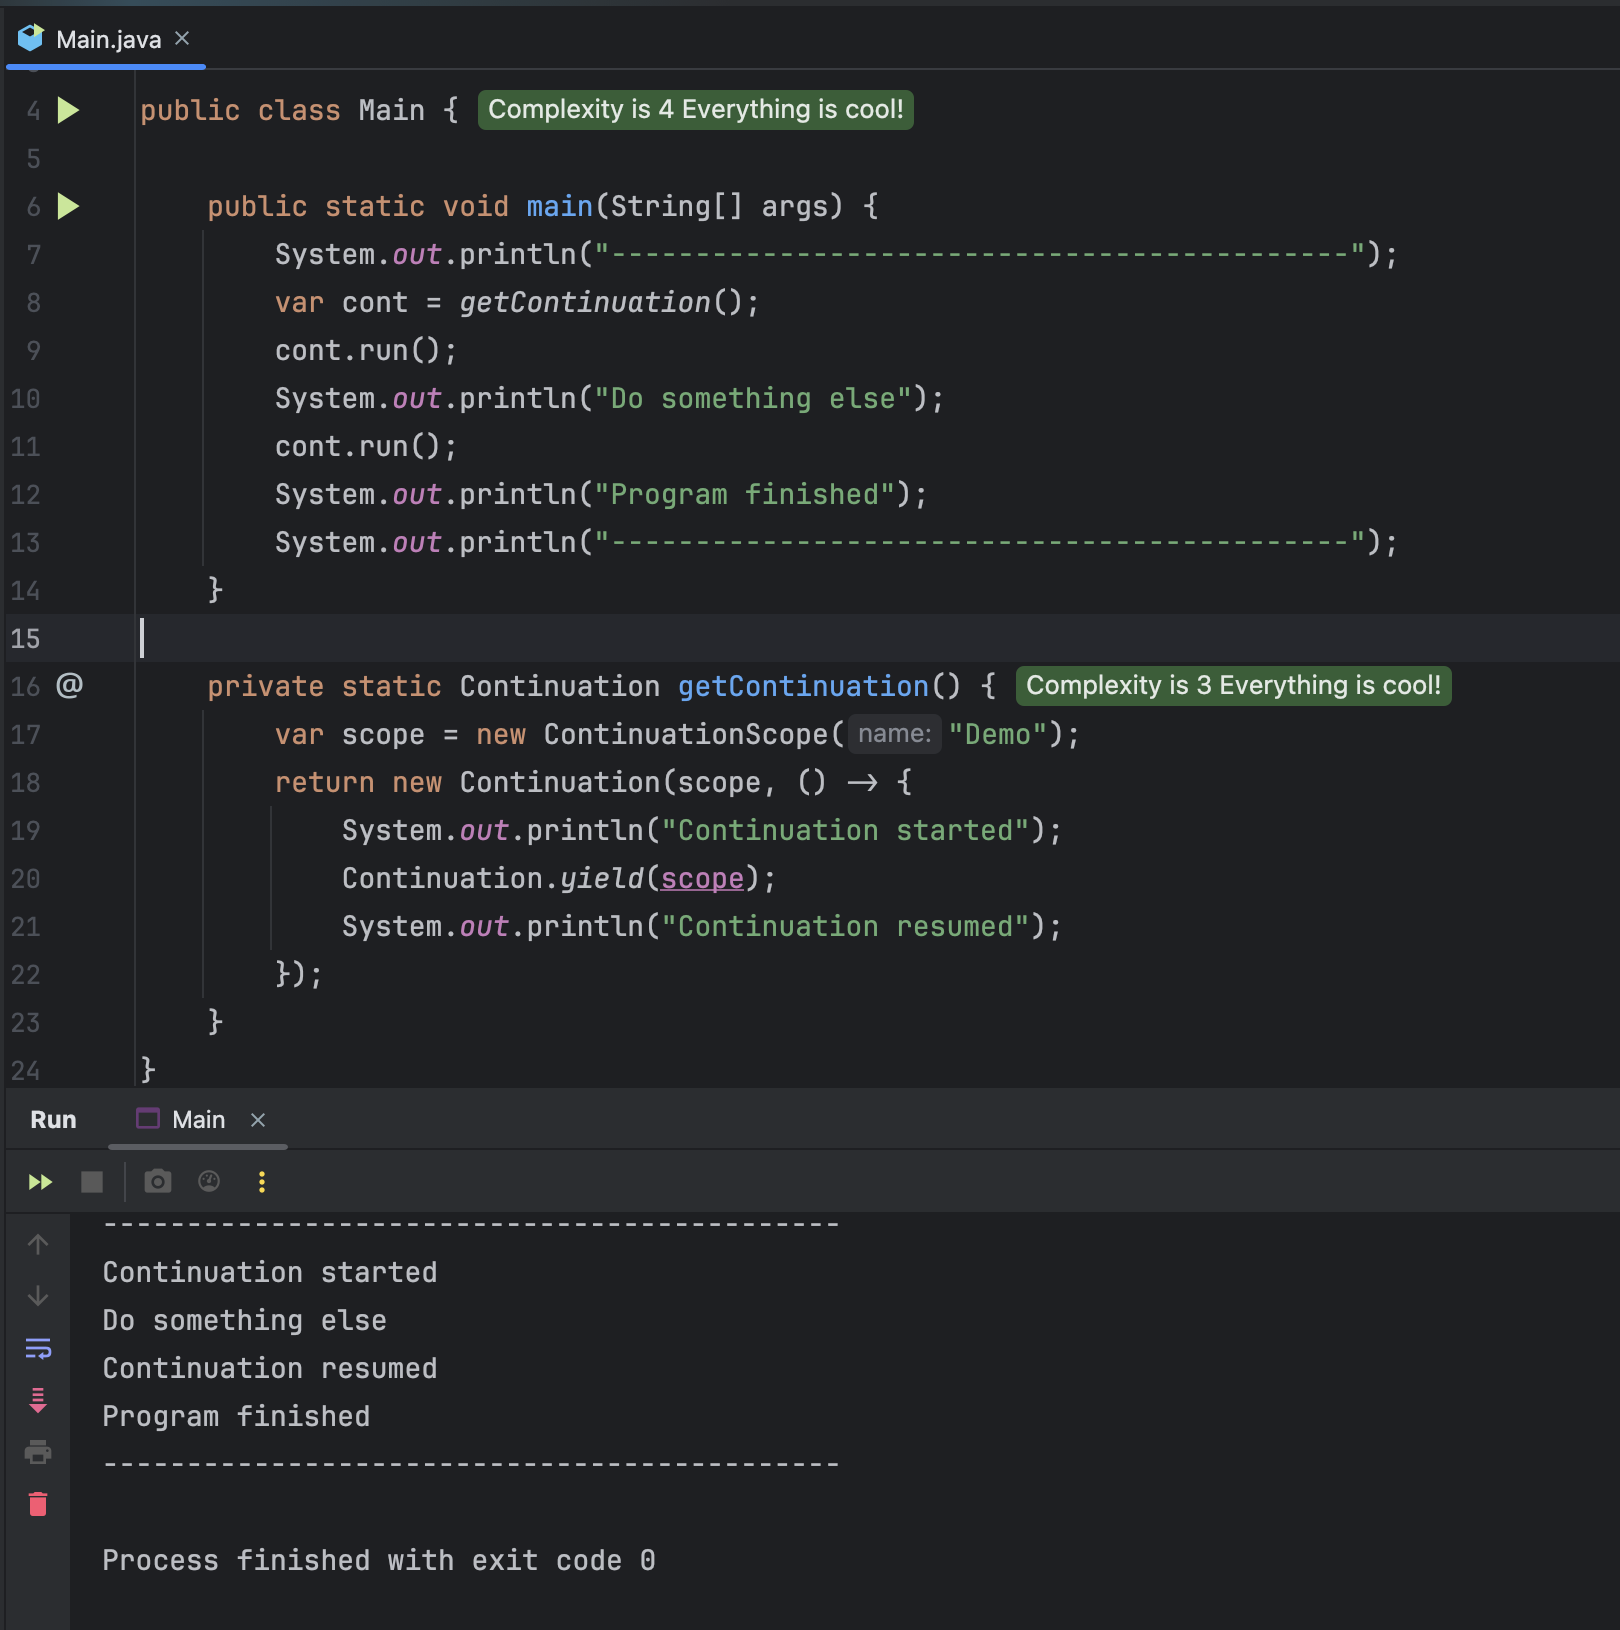 Main.java
4 public class Main { Complexity is 4 Everything is cool!
5
6 public static void main(String[] args) {
7 System.out.println("--------------------------------------------");
8 var cont = getContinuation();
9 cont.run();
10 System.out.println("Do something else");
11 cont.run();
12 System.out.println("Program finished");
13 System.out.println("--------------------------------------------");
14 }
15
16 @ private static Continuation getContinuation() { Complexity is 3 Everything is cool!
17 var scope = new ContinuationScope( name: "Demo");
18 return new Continuation(scope, () -> {
19 System.out.println("Continuation started");
20 Continuation.yield(scope);
21 System.out.println("Continuation resumed");
22 });
23 }
24 }
Run Main
--------------------------------------------
Continuation started
Do something else
Continuation resumed
Program finished
--------------------------------------------
Process finished with exit code 0